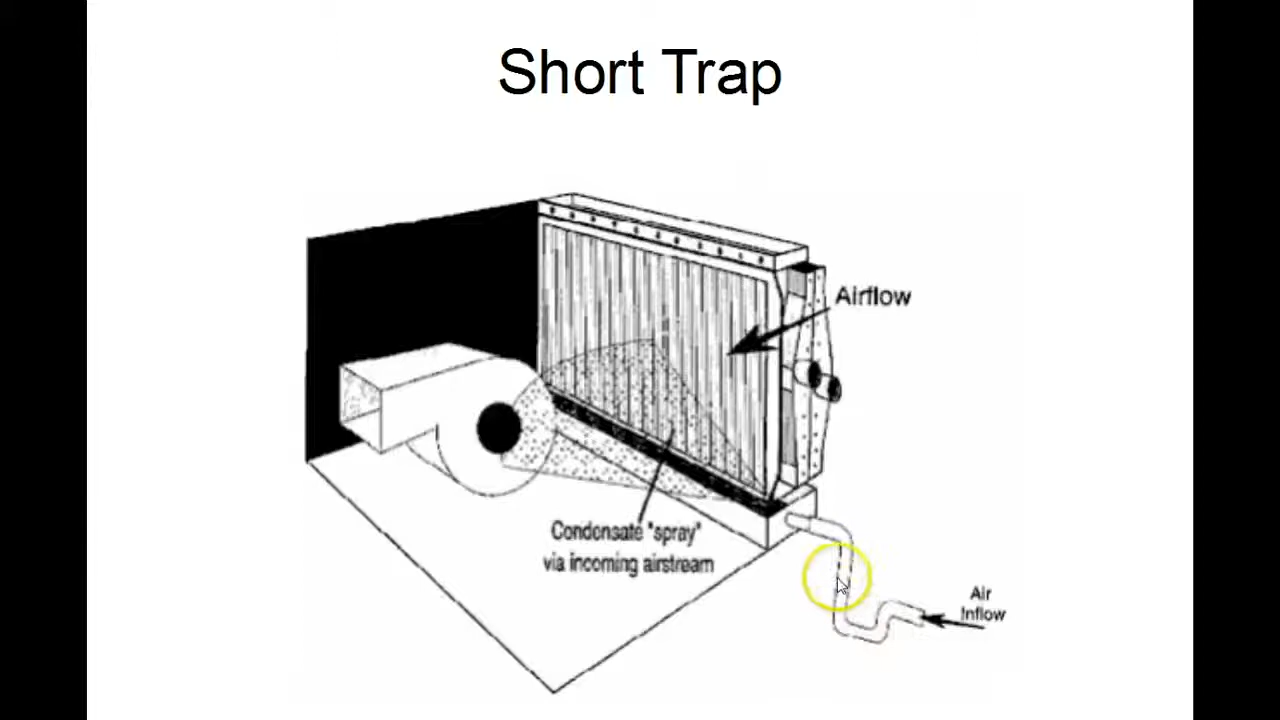 Short Trap
Airflow
Condensate "spray"
via incoming airstream
Air
Inflow